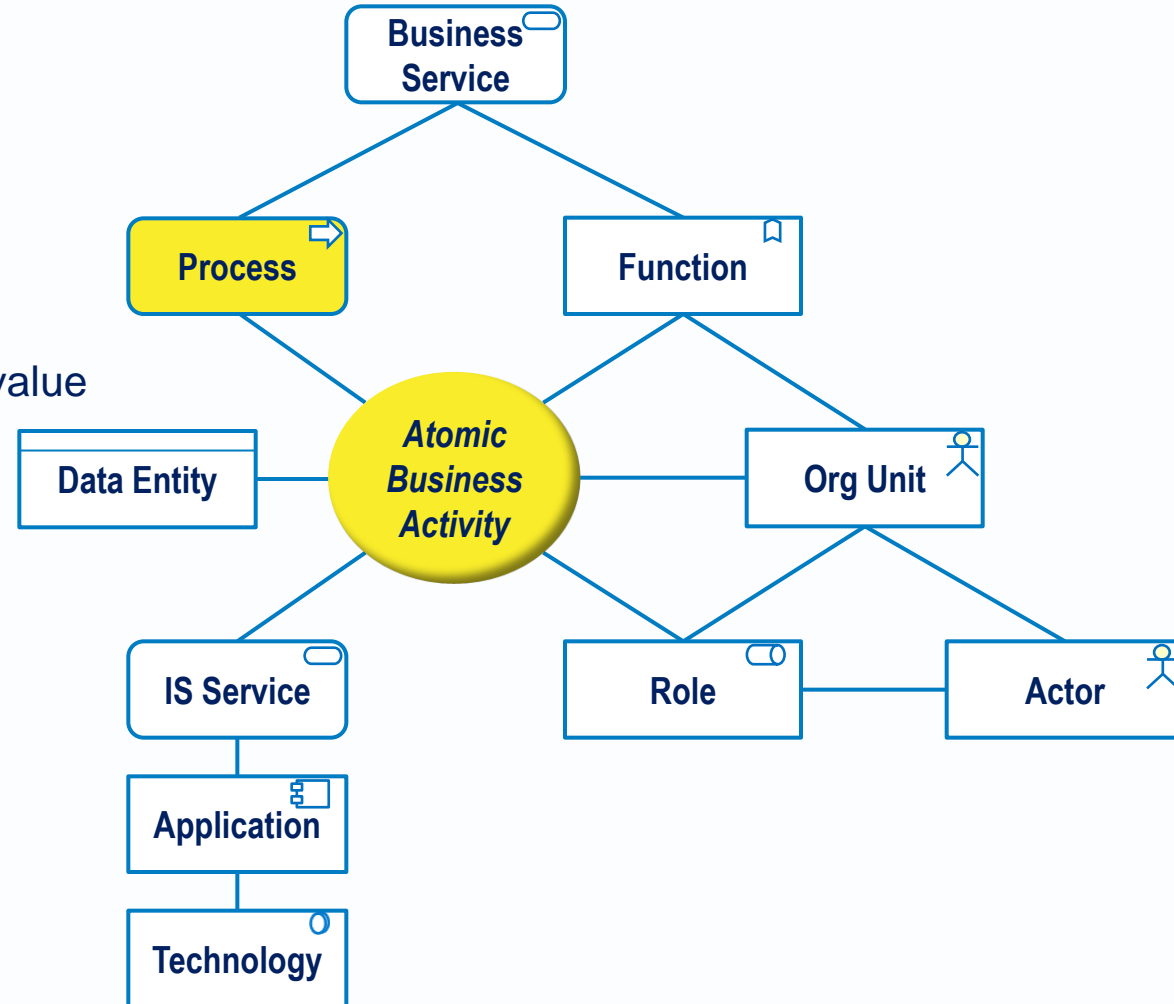 Business
Service
Process
Function
value
Data Entity
Atomic
Business
Activity
Org Unit
IS Service
Role
Actor
Application
Technology